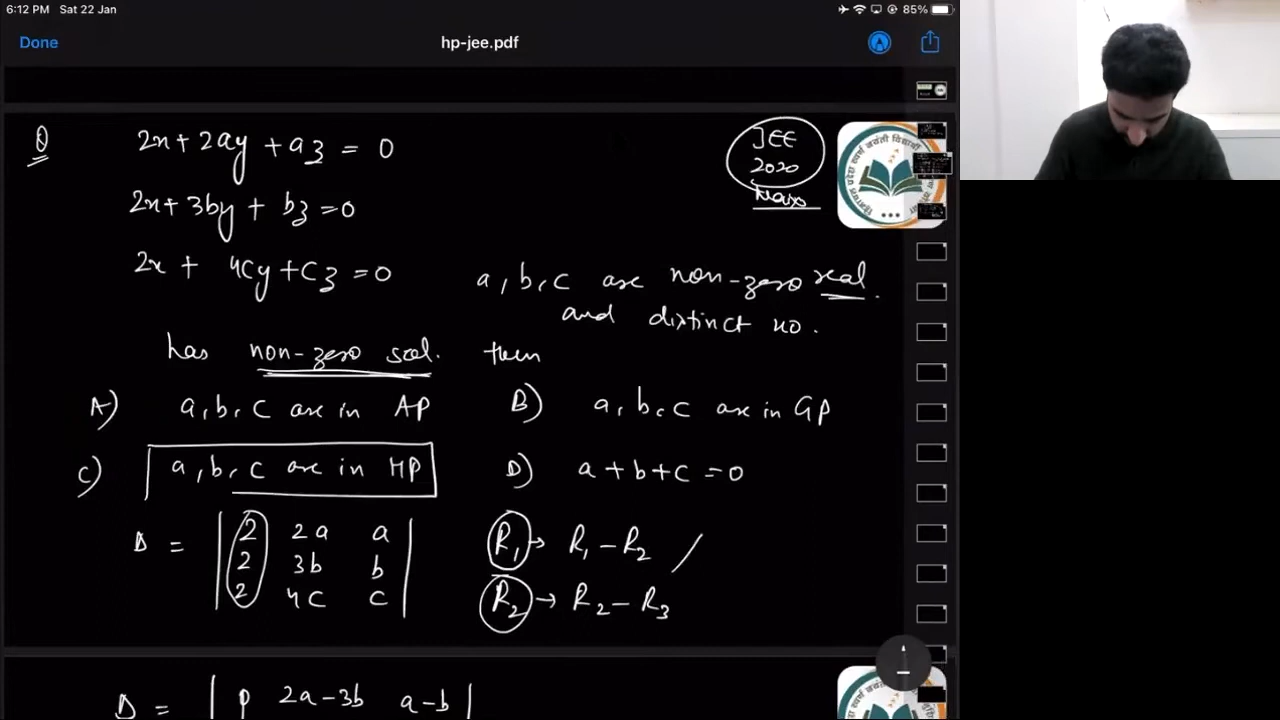 6:12 PM Sat 22 Jan
85%
Done
hp-jee.pdf
Q
2x + 2ay + az = 0
2x + 3by + bz = 0
2x + 4cy + cz = 0
JEE
2020
a, b, c are non-zero real.
and distinct no.
has non-zero sol. then
A) a, b, c are in AP
B) a, b, c are in GP
C) a, b, c are in HP
D) a + b + c = 0
Δ = | 2 2a a |
| 2 3b b |
| 2 4c c |
R₁ → R₁ - R₂ /
R₂ → R₂ - R₃
Δ = | 2a-3b a-b |